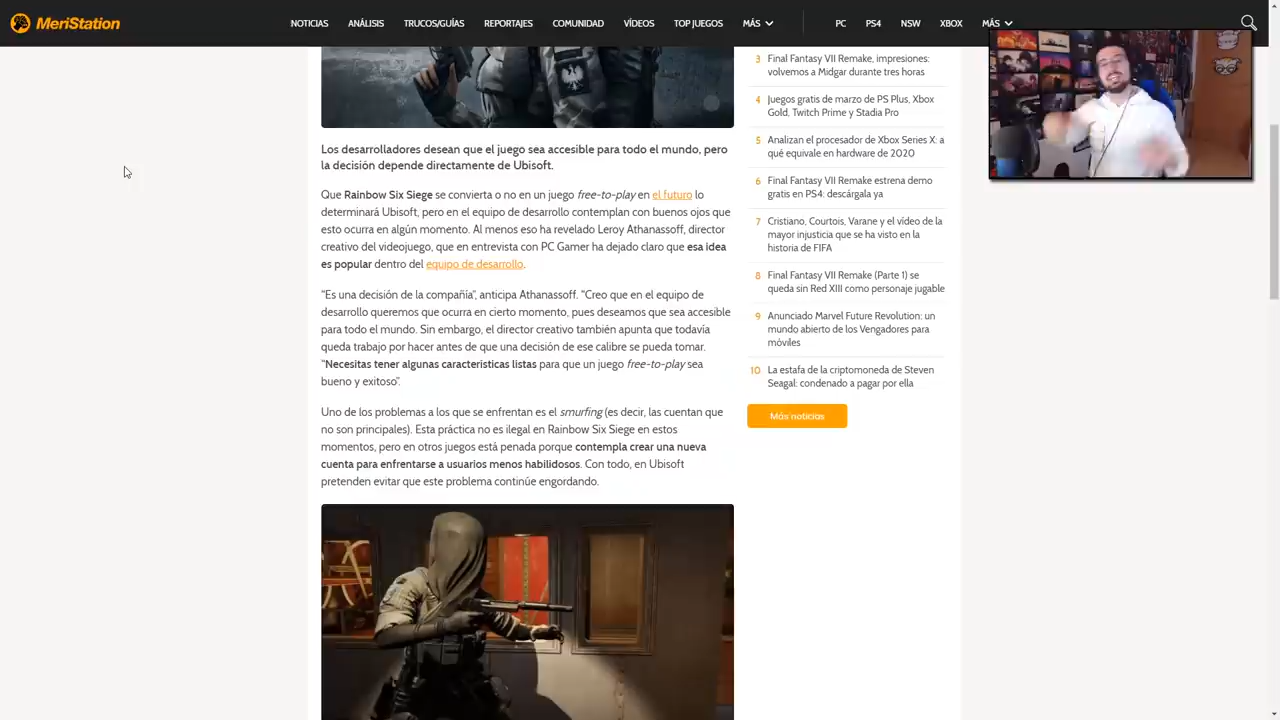 MeriStation
NOTICIAS
ANÁLISIS
TRUCOS/GUÍAS
REPORTAJES
COMUNIDAD
VÍDEOS
TOP JUEGOS
MÁS
PC
PS4
NSW
XBOX
MÁS
Los desarrolladores desean que el juego sea accesible para todo el mundo, pero
la decisión depende directamente de Ubisoft.
Que Rainbow Six Siege se convierta o no en un juego free-to-play en el futuro lo
determinará Ubisoft, pero en el equipo de desarrollo contemplan con buenos ojos que
esto ocurra en algún momento. Al menos eso ha revelado Leroy Athanassoff, director
creativo del videojuego, que en entrevista con PC Gamer ha dejado claro que esa idea
es popular dentro del equipo de desarrollo.
"Es una decisión de la compañía", anticipa Athanassoff. "Creo que en el equipo de
desarrollo queremos que ocurra en cierto momento, pues deseamos que sea accesible
para todo el mundo. Sin embargo, el director creativo también apunta que todavía
queda trabajo por hacer antes de que una decisión de ese calibre se pueda tomar.
"Necesitas tener algunas características listas para que un juego free-to-play sea
bueno y exitoso".
Uno de los problemas a los que se enfrentan es el smurfing (es decir, las cuentan que
no son principales). Esta práctica no es ilegal en Rainbow Six Siege en estos
momentos, pero en otros juegos está penada porque contempla crear una nueva
cuenta para enfrentarse a usuarios menos habilidosos. Con todo, en Ubisoft
pretenden evitar que este problema continúe engordando.
3 Final Fantasy VII Remake, impresiones:
volvemos a Midgar durante tres horas
4 Juegos gratis de marzo de PS Plus, Xbox
Gold, Twitch Prime y Stadia Pro
5 Analizan el procesador de Xbox Series X: a
qué equivale en hardware de 2020
6 Final Fantasy VII Remake estrena demo
gratis en PS4: descárgala ya
7 Cristiano, Courtois, Varane y el vídeo de la
mayor injusticia que se ha visto en la
historia de FIFA
8 Final Fantasy VII Remake (Parte 1) se
queda sin Red XIII como personaje jugable
9 Anunciado Marvel Future Revolution: un
mundo abierto de los Vengadores para
móviles
10 La estafa de la criptomoneda de Steven
Seagal: condenado a pagar por ella
Más noticias